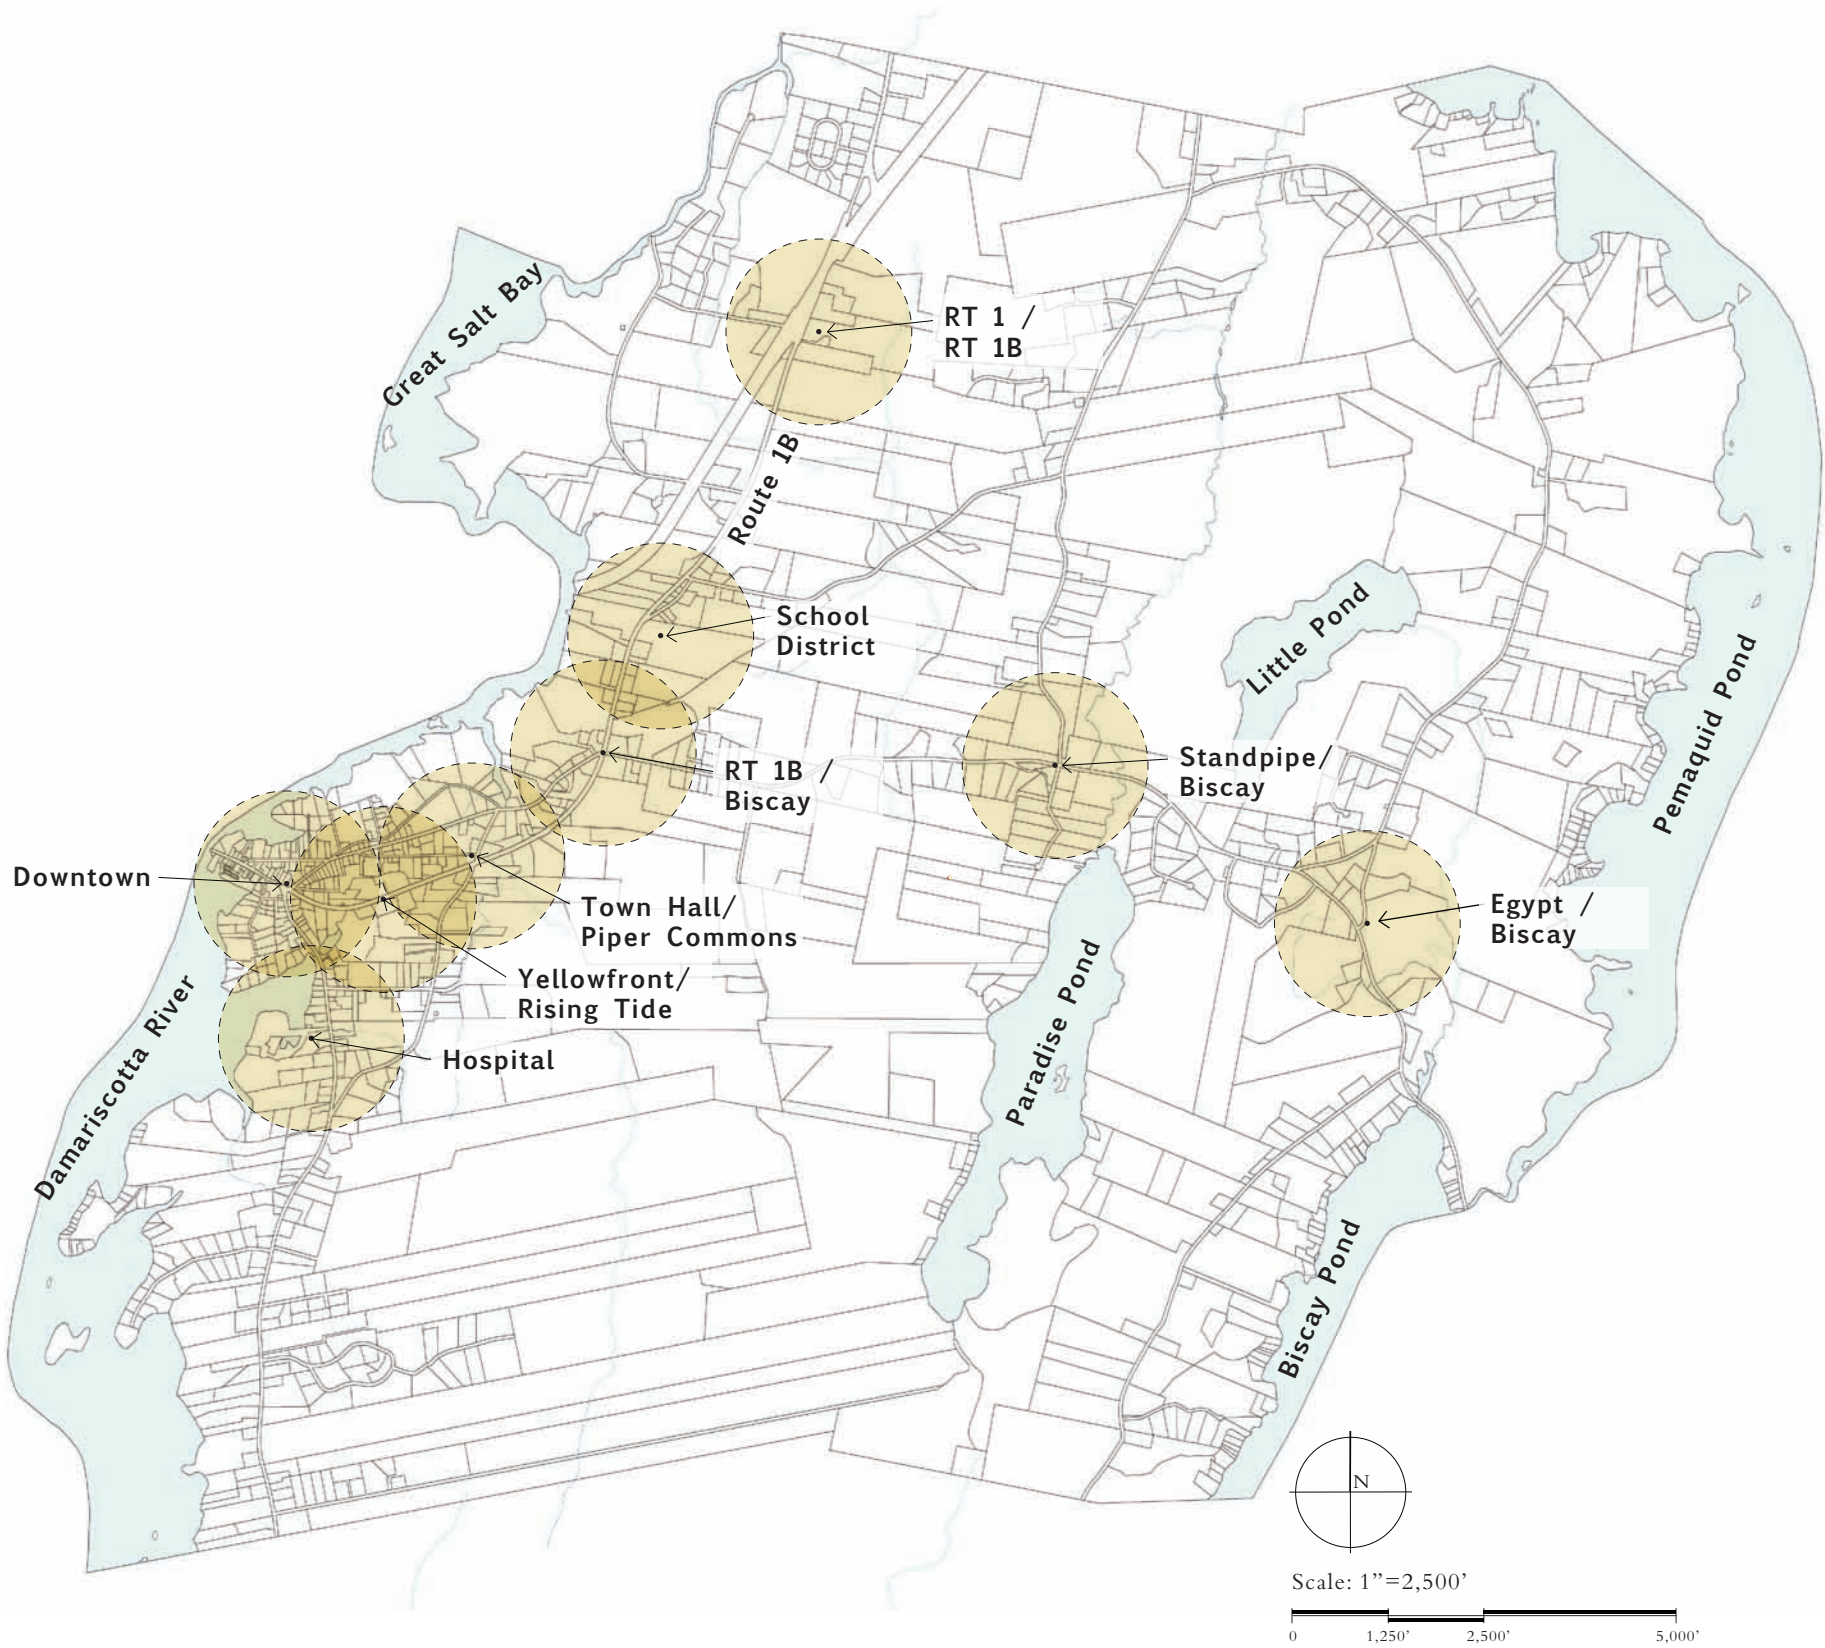 Great Salt Bay
RT 1 /
RT 1B
Route 1B
School
District
Little Pond
Pemaquid Pond
Standpipe/
Biscay
RT 1B /
Biscay
Downtown
Town Hall/
Piper Commons
Egypt /
Biscay
Yellowfront/
Rising Tide
Hospital
Damariscotta River
Paradise Pond
Biscay Pond
N
Scale: 1”=2,500’
0 1,250’ 2,500’ 5,000’